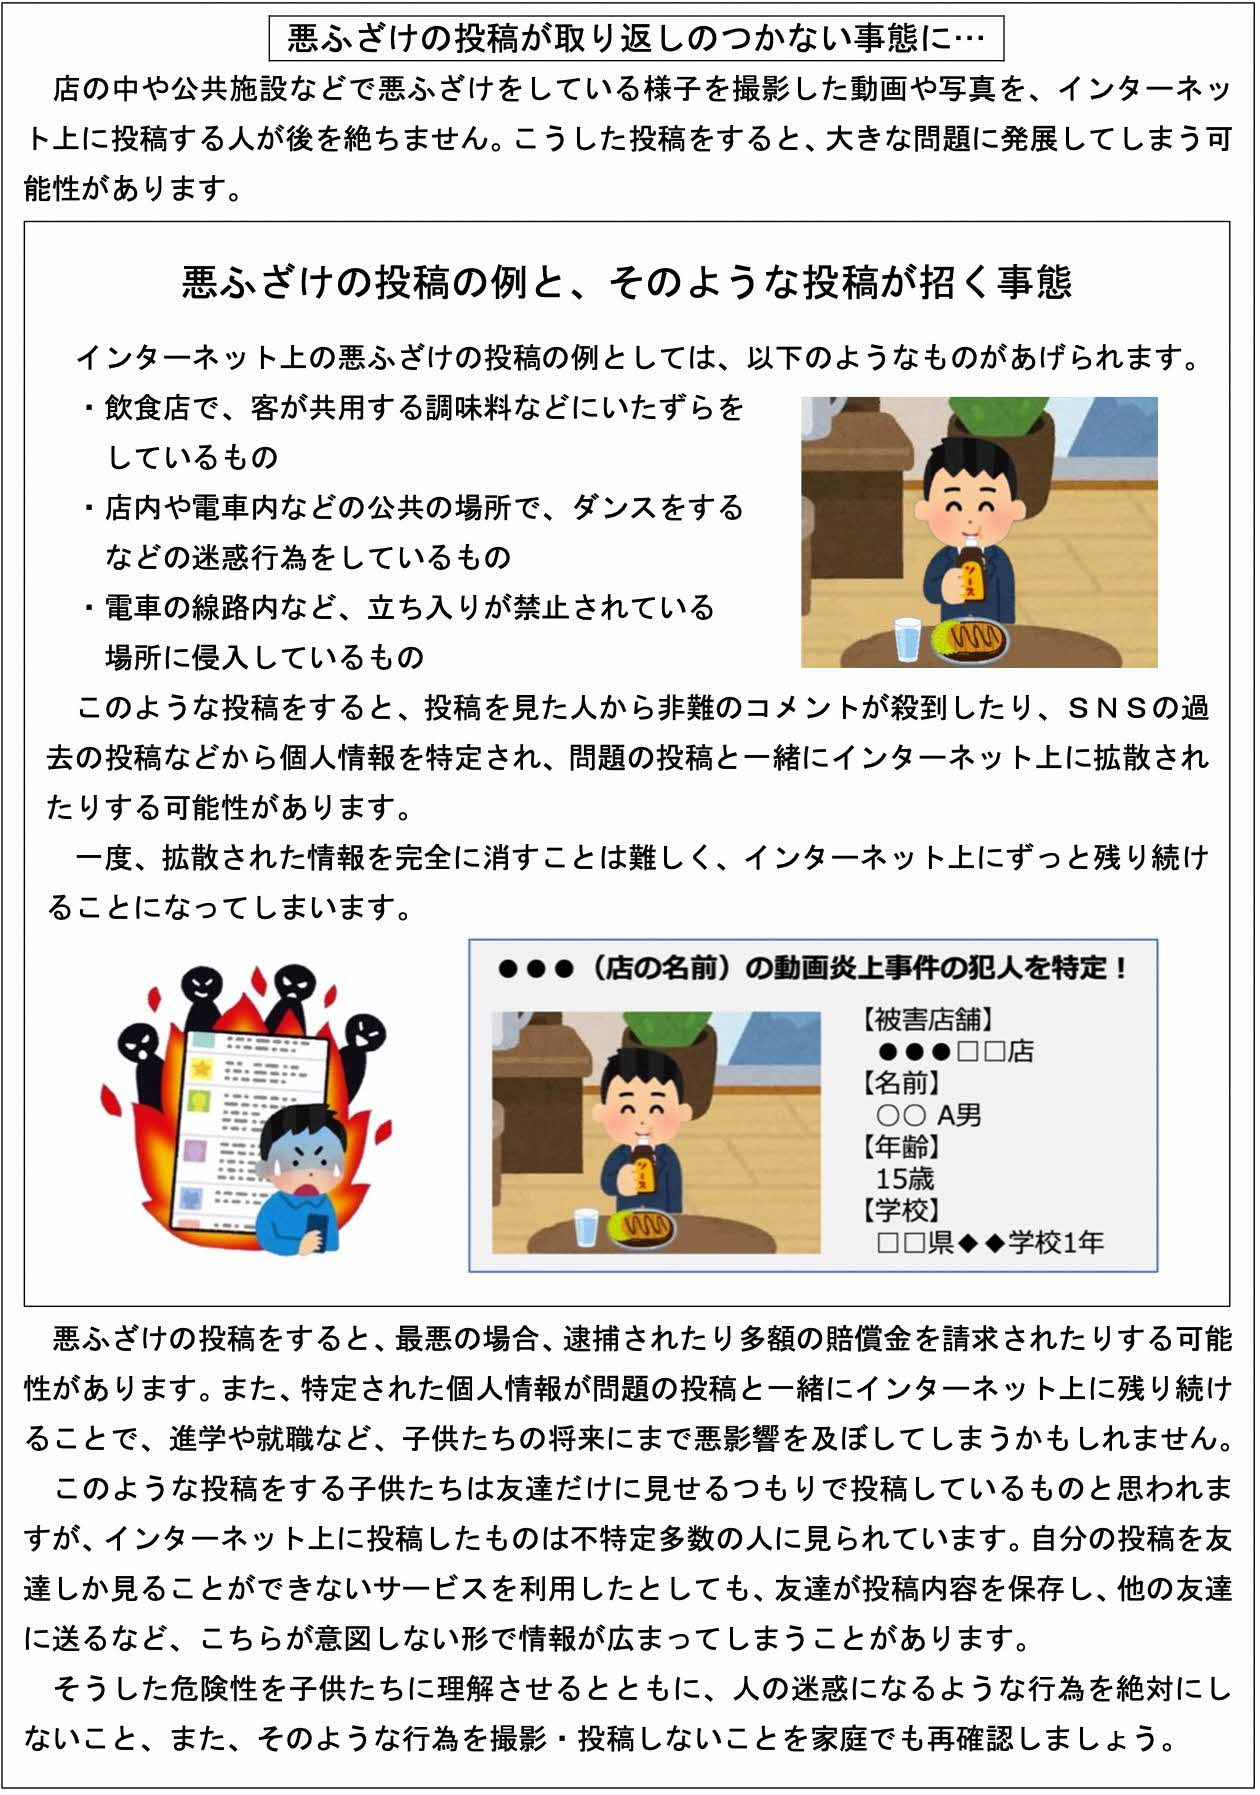 悪ふざけの投稿が取り返しのつかない事態に…
店の中や公共施設などで悪ふざけをしている様子を撮影した動画や写真を、インターネッ
ト上に投稿する人が後を絶ちません。こうした投稿をすると、大きな問題に発展してしまう可
能性があります。
悪ふざけの投稿の例と、そのような投稿が招く事態
インターネット上の悪ふざけの投稿の例としては、以下のようなものがあげられます。
・飲食店で、客が共用する調味料などにいたずらを
しているもの
・店内や電車内などの公共の場所で、ダンスをする
などの迷惑行為をしているもの
・電車の線路内など、立ち入りが禁止されている
場所に侵入しているもの
ソース
このような投稿をすると、投稿を見た人から非難のコメントが殺到したり、ＳＮＳの過
去の投稿などから個人情報を特定され、問題の投稿と一緒にインターネット上に拡散され
たりする可能性があります。
一度、拡散された情報を完全に消すことは難しく、インターネット上にずっと残り続け
ることになってしまいます。
●●●（店の名前）の動画炎上事件の犯人を特定！
ソース
【被害店舗】
●●●□□店
【名前】
○○ A男
【年齢】
15歳
【学校】
□□県◆◆学校1年
悪ふざけの投稿をすると、最悪の場合、逮捕されたり多額の賠償金を請求されたりする可能
性があります。また、特定された個人情報が問題の投稿と一緒にインターネット上に残り続け
ることで、進学や就職など、子供たちの将来にまで悪影響を及ぼしてしまうかもしれません。
このような投稿をする子供たちは友達だけに見せるつもりで投稿しているものと思われま
すが、インターネット上に投稿したものは不特定多数の人に見られています。自分の投稿を友
達しか見ることができないサービスを利用したとしても、友達が投稿内容を保存し、他の友達
に送るなど、こちらが意図しない形で情報が広まってしまうことがあります。
そうした危険性を子供たちに理解させるとともに、人の迷惑になるような行為を絶対にし
ないこと、また、そのような行為を撮影・投稿しないことを家庭でも再確認しましょう。